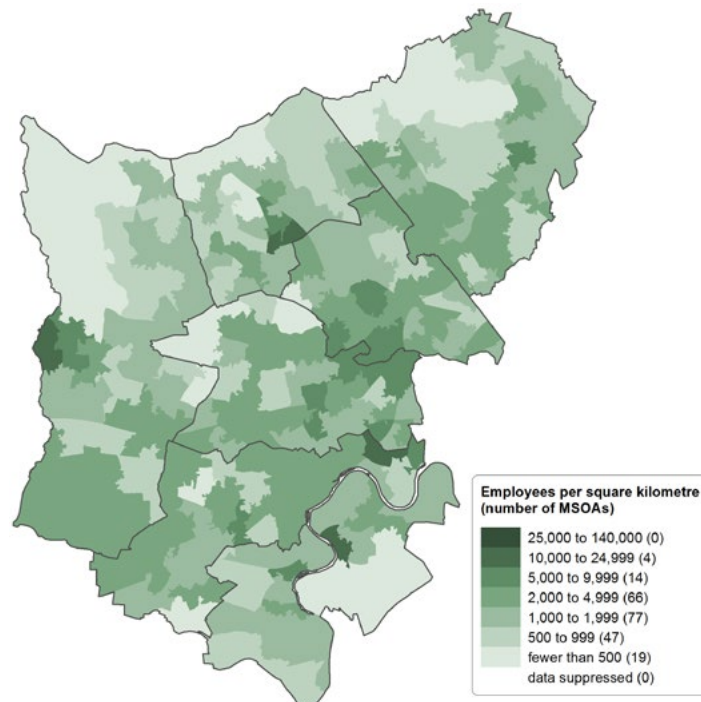 Employees per square kilometre
(number of MSOAs)
25,000 to 140,000 (0)
10,000 to 24,999 (4)
5,000 to 9,999 (14)
2,000 to 4,999 (66)
1,000 to 1,999 (77)
500 to 999 (47)
fewer than 500 (19)
data suppressed (0)